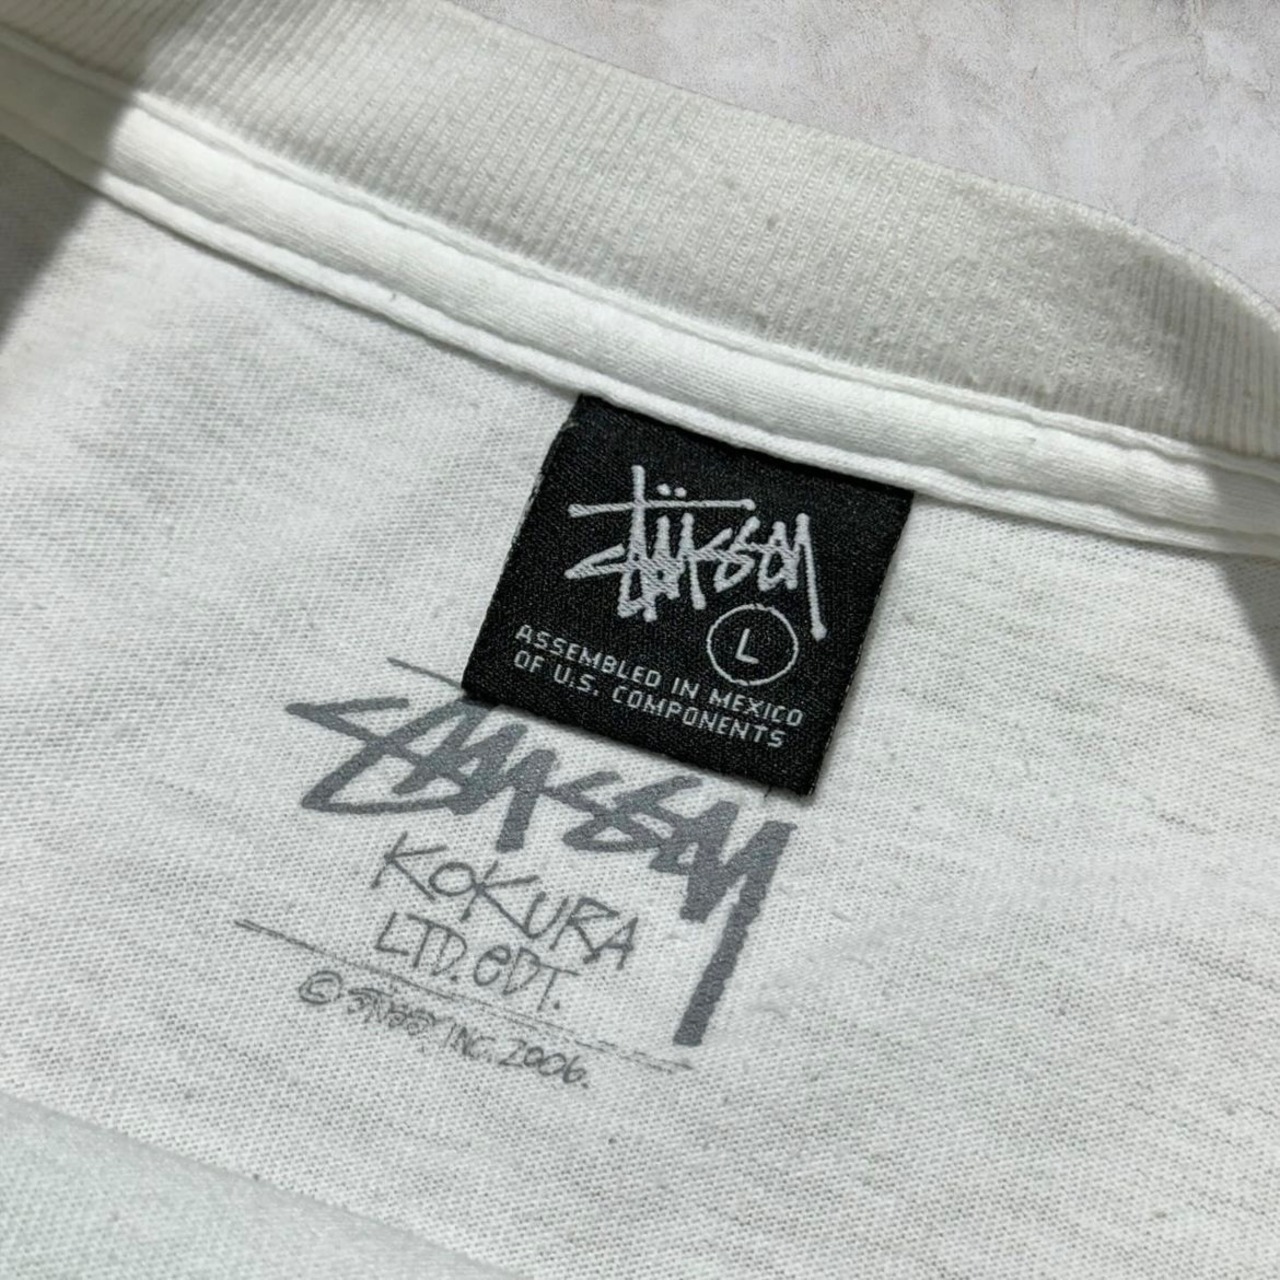 Stüssy
L
ASSEMBLED IN MEXICO
OF U.S. COMPONENTS
Stussy
KOKURA
LTD. eDT.
© Stussy INC. 2006.